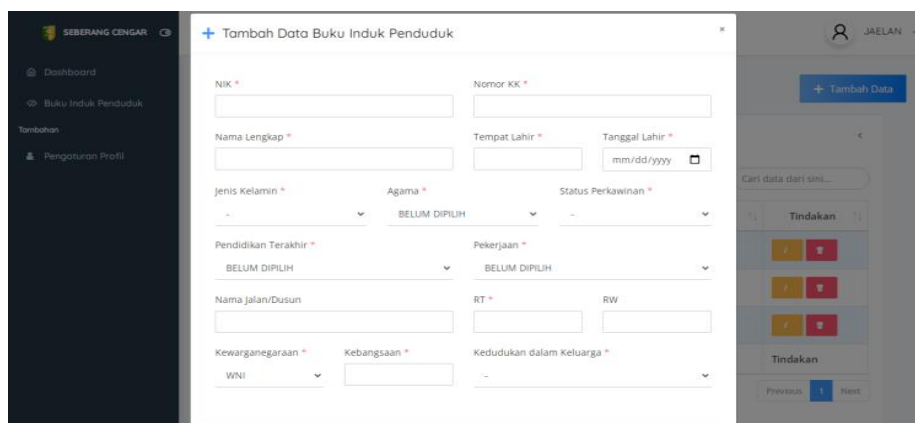 SEBERANG CENGAR
Tambah Data Buku Induk Penduduk
×
JAELAN
Dashboard
Buku Induk Penduduk
Tambahan
Pengaturan Profil
+ Tambah Data
NIK * Nomor KK *
Nama Lengkap * Tempat Lahir * Tanggal Lahir *
mm/dd/yyyy
Cari data dari sini...
Jenis Kelamin * Agama * Status Perkawinan *
- BELUM DIPILIH -
Tindakan
Pendidikan Terakhir * Pekerjaan *
BELUM DIPILIH BELUM DIPILIH
Nama Jalan/Dusun RT * RW
Kewarganegaraan * Kebangsaan * Kedudukan dalam Keluarga *
WNI -
Tindakan
Previous 1 Next